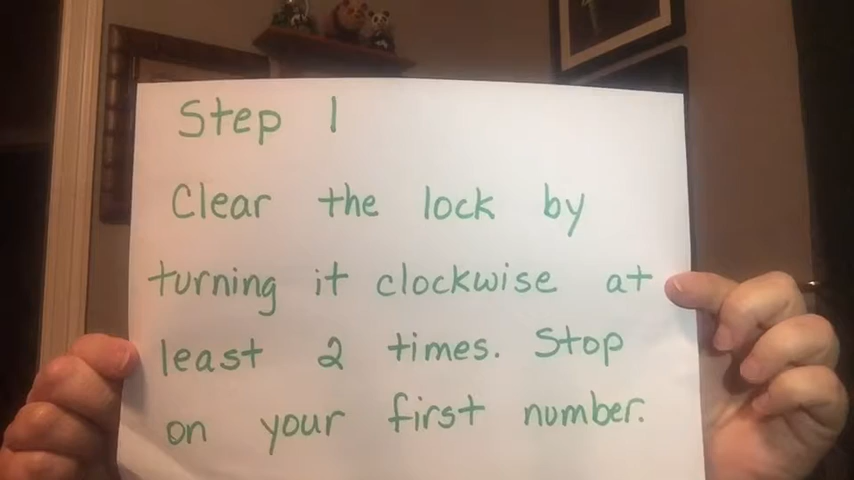 Step 1
Clear the lock by
turning it clockwise at
least 2 times. Stop
on your first number.